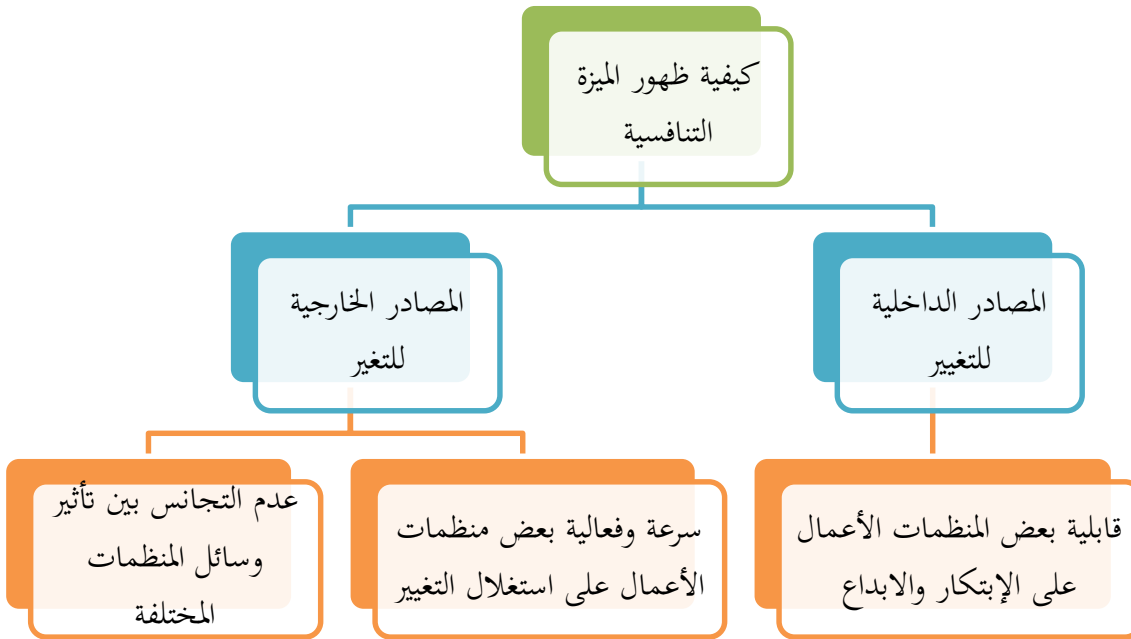 كيفية ظهور الميزة
التنافسية
المصادر الداخلية
للتغيير
المصادر الخارجية
للتغير
قابلية بعض المنظمات الأعمال
على الإبتكار والابداع
سرعة وفعالية بعض منظمات
الأعمال على استغلال التغيير
عدم التجانس بين تأثير
وسائل المنظمات
المختلفة